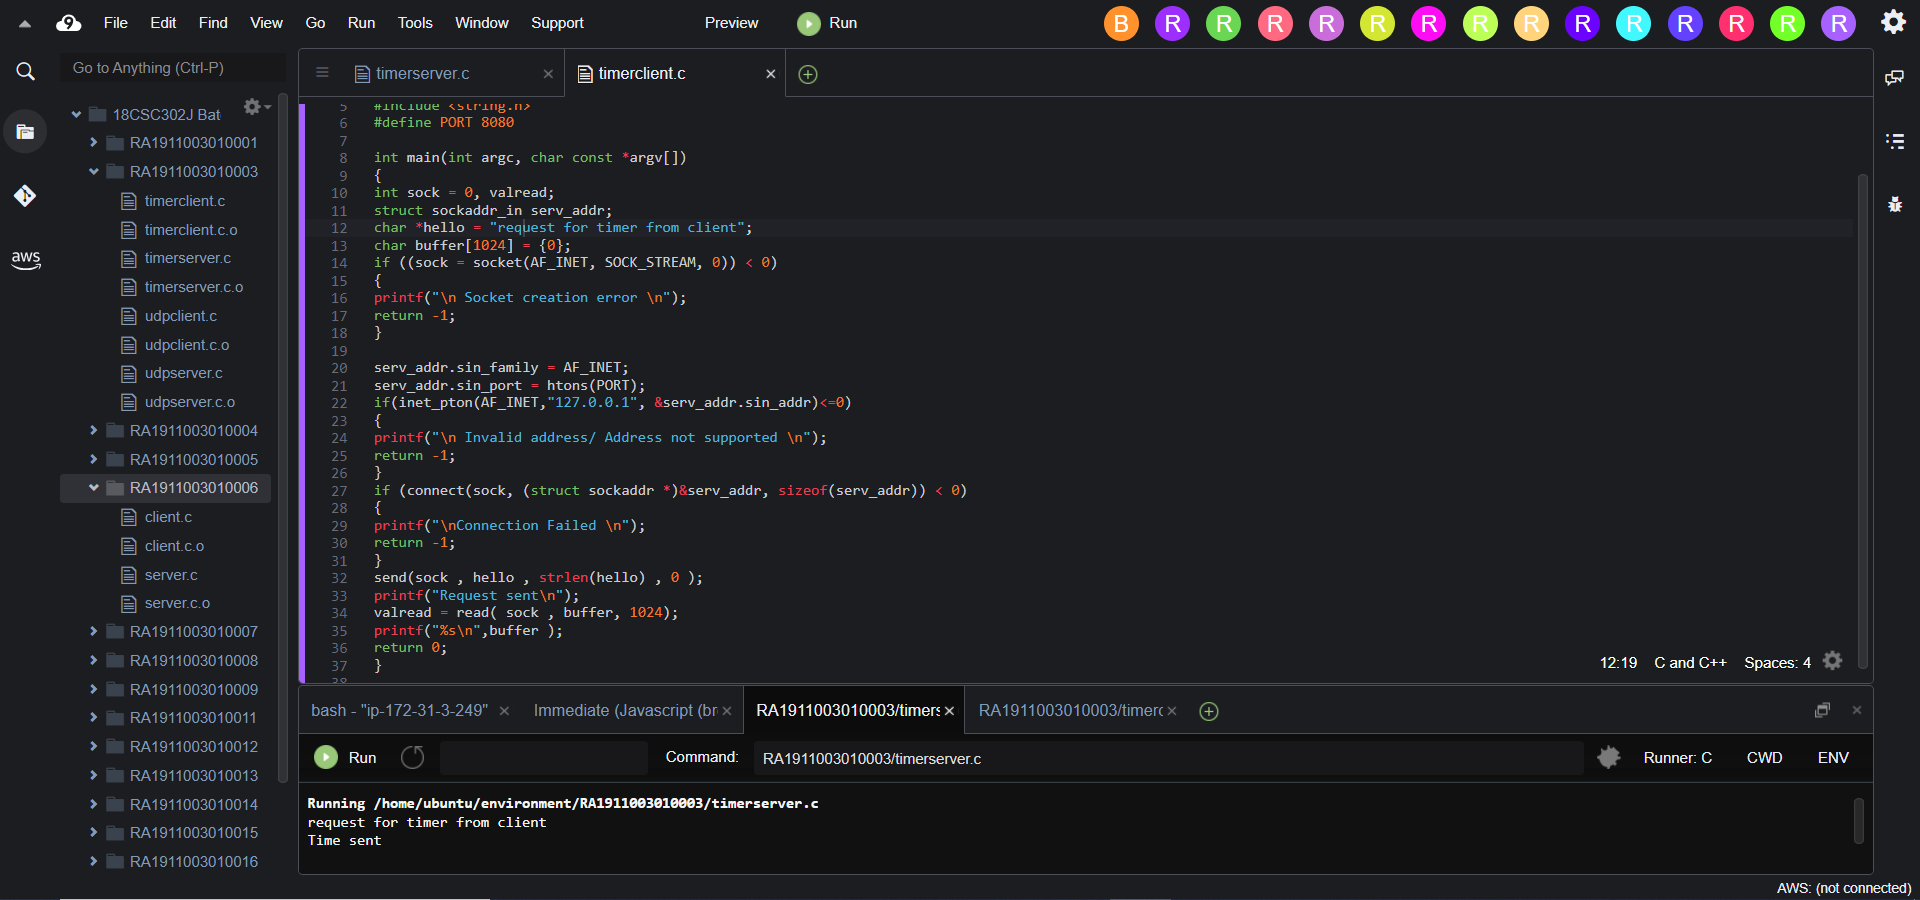 File Edit Find View Go Run Tools Window Support Preview Run B R R R R R R R R R R R R R R
Go to Anything (Ctrl-P)
18CSC302J Bat
RA1911003010001
RA1911003010003
timerclient.c
timerclient.c.o
timerserver.c
timerserver.c.o
udpclient.c
udpclient.c.o
udpserver.c
udpserver.c.o
RA1911003010004
RA1911003010005
RA1911003010006
client.c
client.c.o
server.c
server.c.o
RA1911003010007
RA1911003010008
RA1911003010009
RA1911003010011
RA1911003010012
RA1911003010013
RA1911003010014
RA1911003010015
RA1911003010016
aws
timerserver.c timerclient.c
5 #include <string.h>
6 #define PORT 8080
7
8 int main(int argc, char const *argv[])
9 {
10 int sock = 0, valread;
11 struct sockaddr_in serv_addr;
12 char *hello = "request for timer from client";
13 char buffer[1024] = {0};
14 if ((sock = socket(AF_INET, SOCK_STREAM, 0)) < 0)
15 {
16 printf("\n Socket creation error \n");
17 return -1;
18 }
19
20 serv_addr.sin_family = AF_INET;
21 serv_addr.sin_port = htons(PORT);
22 if(inet_pton(AF_INET,"127.0.0.1", &serv_addr.sin_addr)<=0)
23 {
24 printf("\n Invalid address/ Address not supported \n");
25 return -1;
26 }
27 if (connect(sock, (struct sockaddr *)&serv_addr, sizeof(serv_addr)) < 0)
28 {
29 printf("\nConnection Failed \n");
30 return -1;
31 }
32 send(sock , hello , strlen(hello) , 0 );
33 printf("Request sent\n");
34 valread = read( sock , buffer, 1024);
35 printf("%s\n",buffer );
36 return 0;
37 }
38
12:19 C and C++ Spaces: 4
bash - "ip-172-31-3-249" Immediate (Javascript (br RA1911003010003/timers RA1911003010003/timerc
Run Command: RA1911003010003/timerserver.c Runner: C CWD ENV
Running /home/ubuntu/environment/RA1911003010003/timerserver.c
request for timer from client
Time sent
AWS: (not connected)